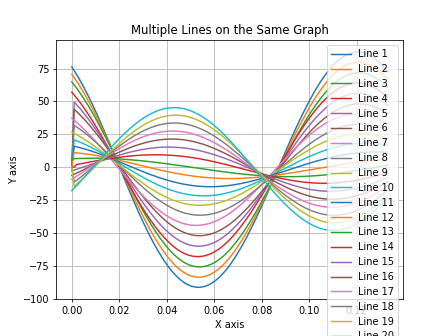 Multiple Lines on the Same Graph
Y axis
75
50
25
0
−25
−50
−75
−100
0.00
0.02
0.04
0.06
0.08
0.10
X axis
Line 1
Line 2
Line 3
Line 4
Line 5
Line 6
Line 7
Line 8
Line 9
Line 10
Line 11
Line 12
Line 13
Line 14
Line 15
Line 16
Line 17
Line 18
Line 19
Line 20